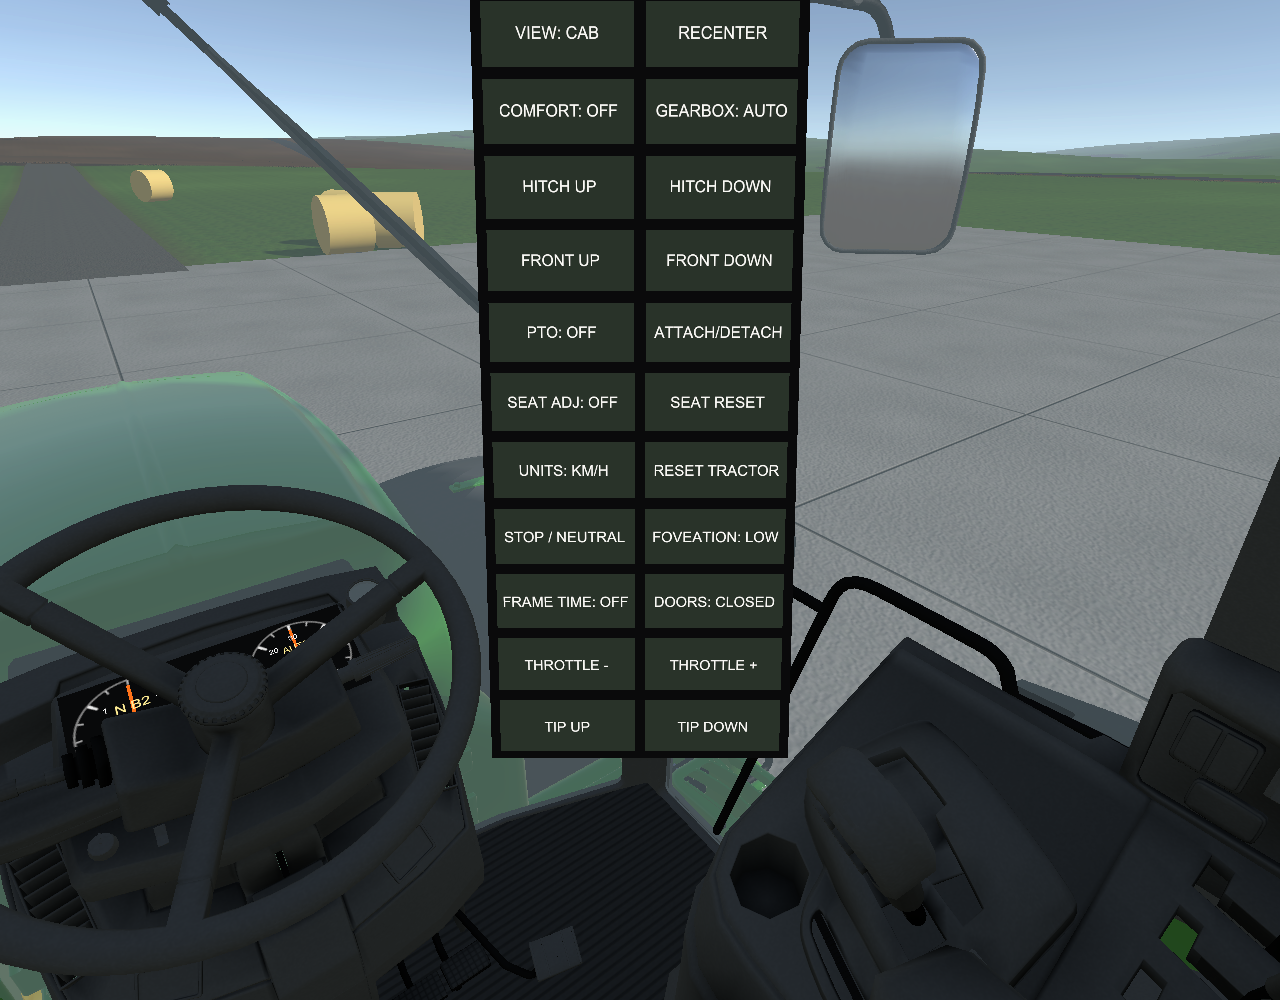 VIEW: CAB
RECENTER
COMFORT: OFF
GEARBOX: AUTO
HITCH UP
HITCH DOWN
FRONT UP
FRONT DOWN
PTO: OFF
ATTACH/DETACH
SEAT ADJ: OFF
SEAT RESET
UNITS: KM/H
RESET TRACTOR
STOP / NEUTRAL
FOVEATION: LOW
FRAME TIME: OFF
DOORS: CLOSED
THROTTLE -
THROTTLE +
TIP UP
TIP DOWN
20
1